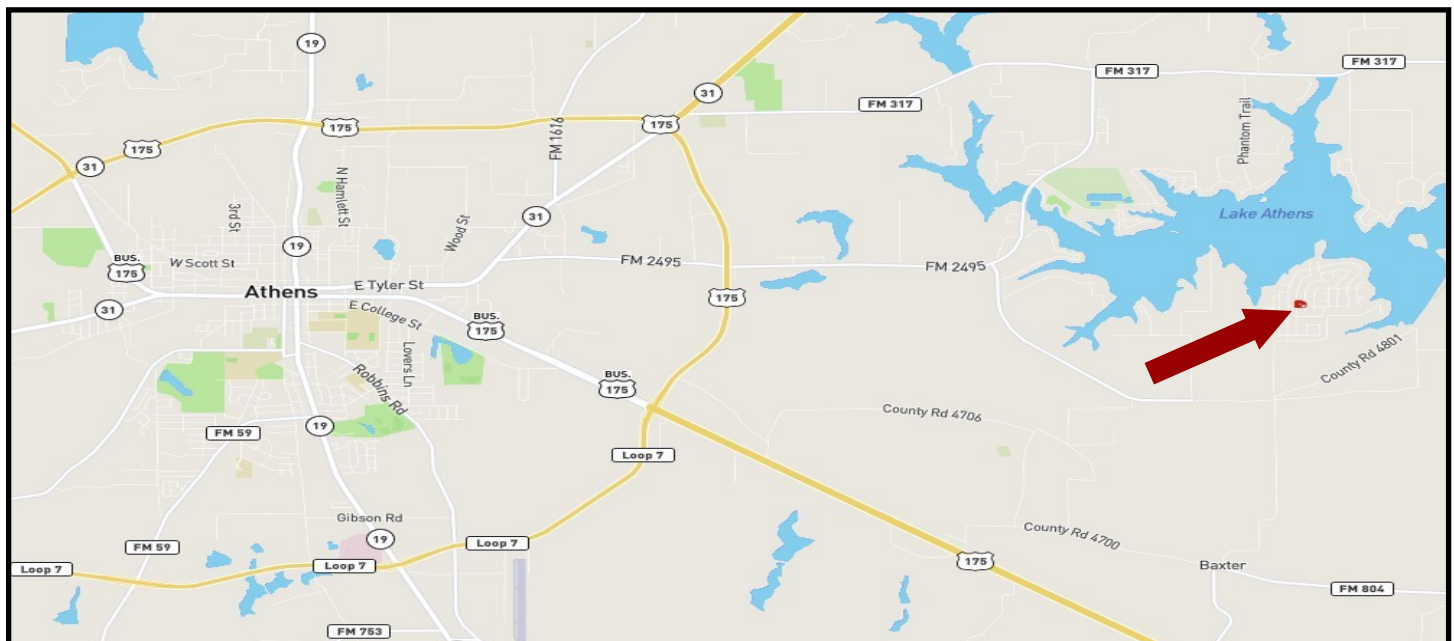 19
FM 317
FM 317
31
FM 317
175
175
175
31
FM 1616
Phantom Trail
N Hamlett St
3rd St
Wood St
31
Lake Athens
19
BUS.
175
W Scott St
FM 2495
FM 2495
Athens
E Tyler St
175
31
E College St
BUS.
175
Lovers Ln
Robbins Rd
BUS.
175
County Rd 4801
County Rd 4706
19
FM 59
Loop 7
Gibson Rd
19
County Rd 4700
FM 59
Loop 7
175
Baxter
Loop 7
Loop 7
FM 804
FM 753